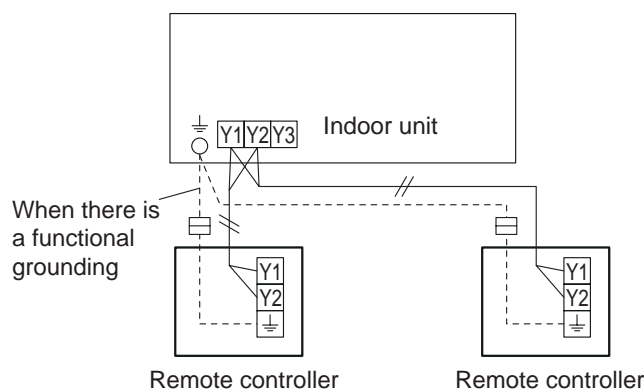 Y1 Y2 Y3 Indoor unit
When there is
a functional
grounding
Y1
Y2
Y1
Y2
Remote controller
Remote controller